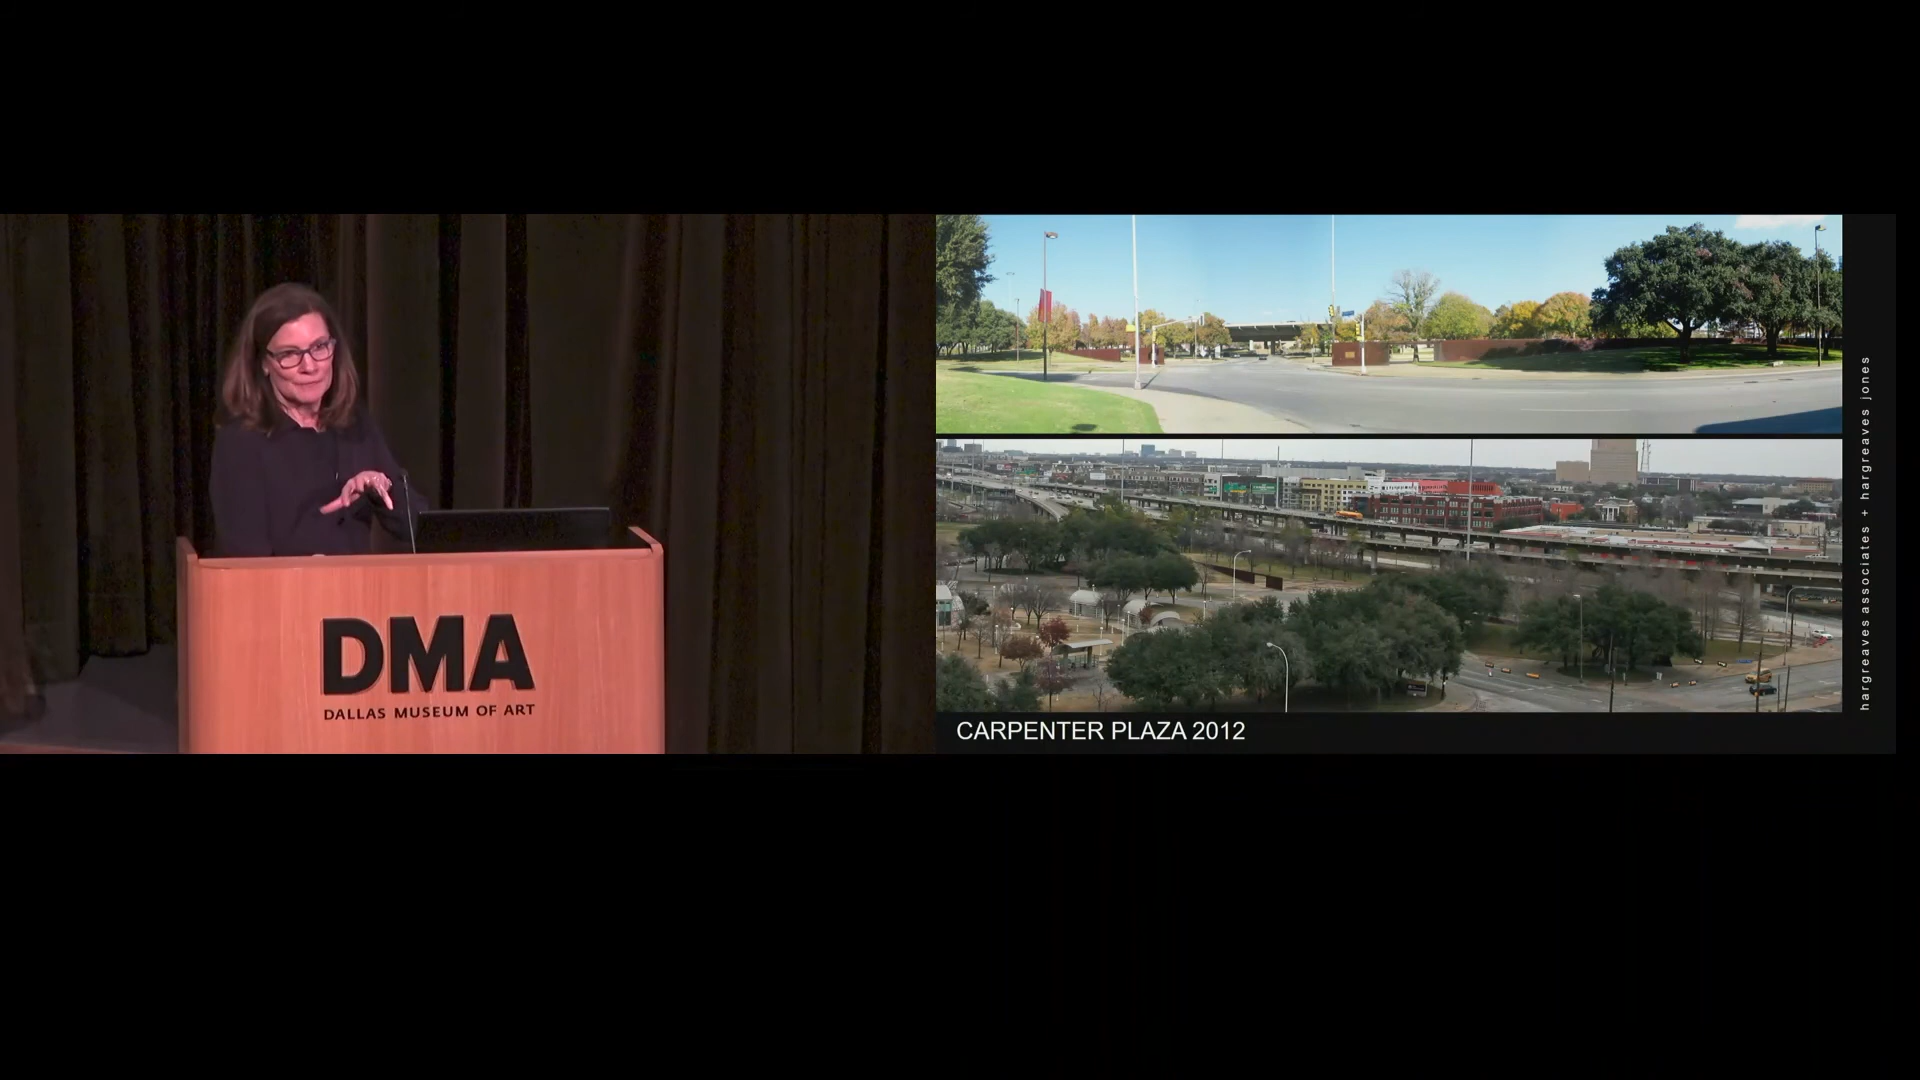 DMA
DALLAS MUSEUM OF ART
CARPENTER PLAZA 2012
hargreaves associates + hargreaves jones